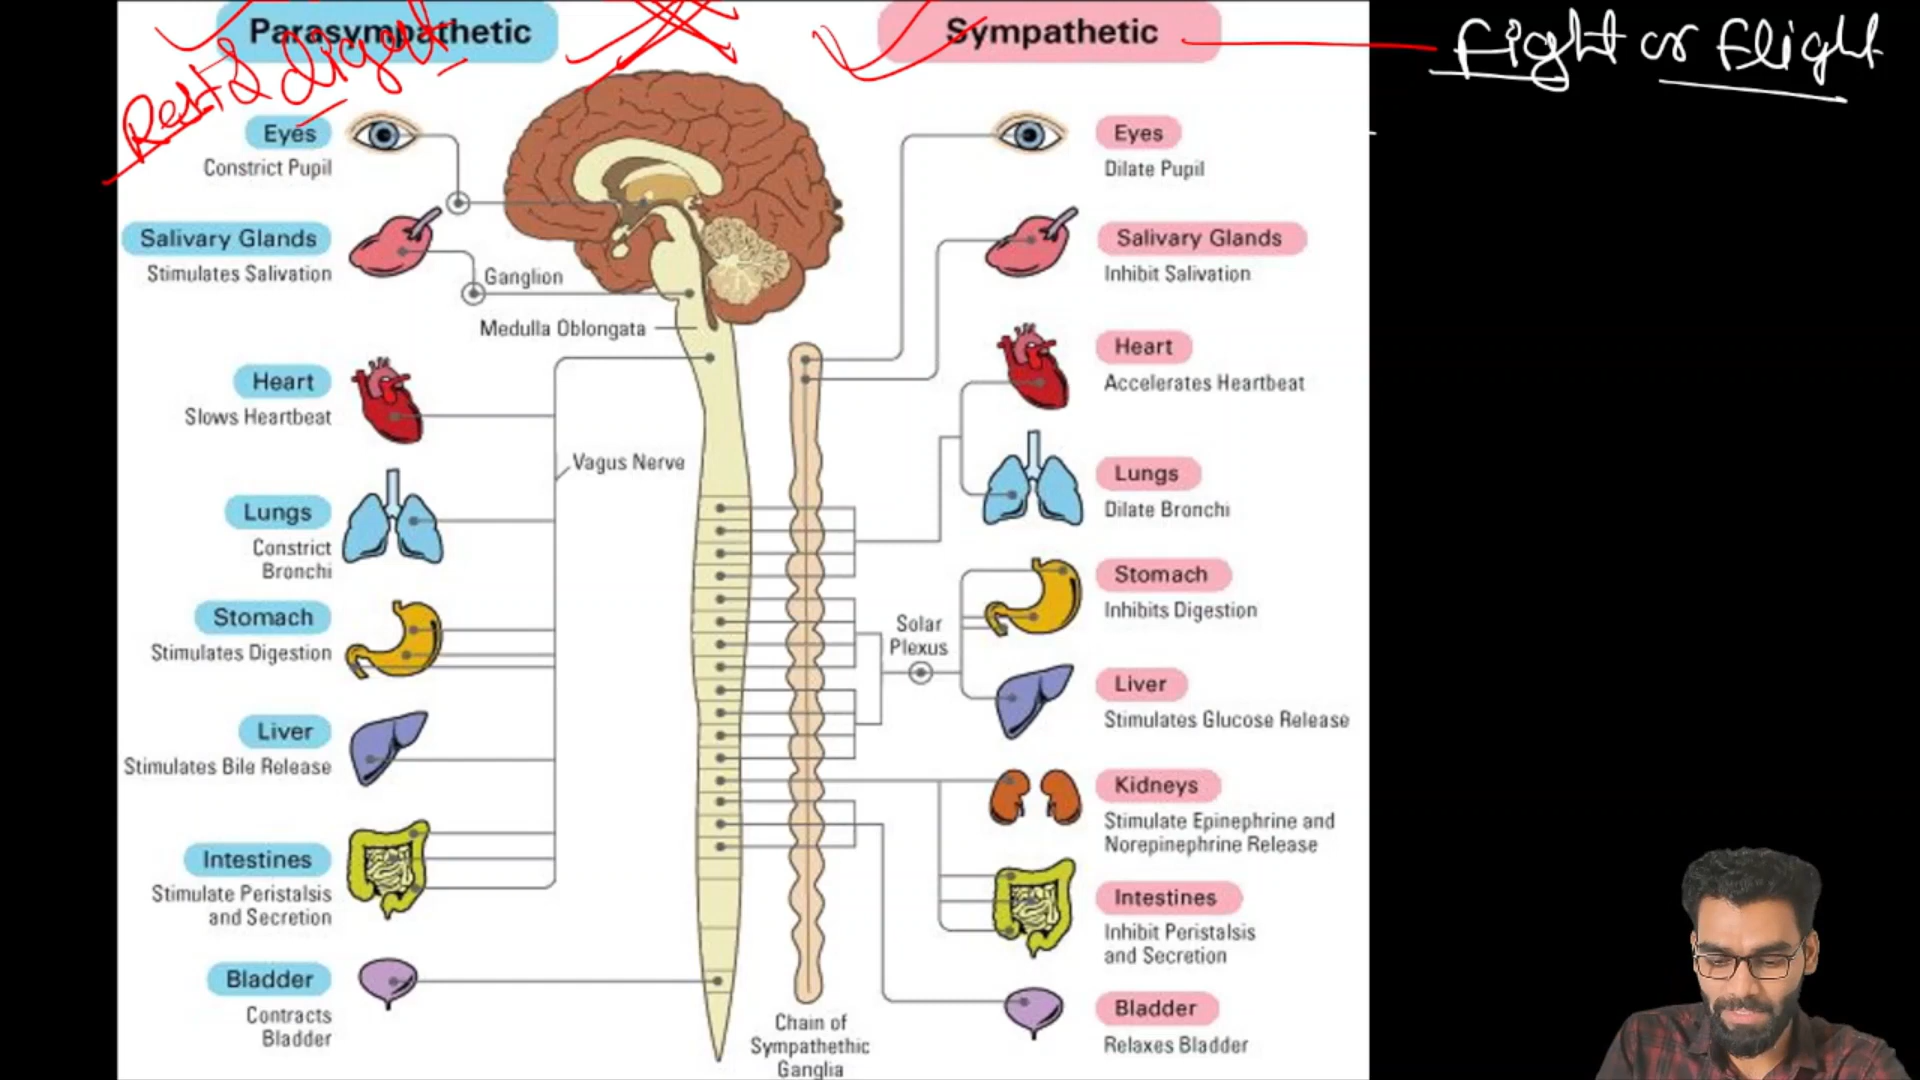 Parasympathetic
Sympathetic
Fight or flight
Rest & digest
Eyes
Constrict Pupil
Salivary Glands
Stimulates Salivation
Ganglion
Medulla Oblongata
Heart
Slows Heartbeat
Vagus Nerve
Lungs
Constrict
Bronchi
Stomach
Stimulates Digestion
Liver
Stimulates Bile Release
Intestines
Stimulate Peristalsis
and Secretion
Bladder
Contracts
Bladder
Chain of
Sympathethic
Ganglia
Solar
Plexus
Eyes
Dilate Pupil
Salivary Glands
Inhibit Salivation
Heart
Accelerates Heartbeat
Lungs
Dilate Bronchi
Stomach
Inhibits Digestion
Liver
Stimulates Glucose Release
Kidneys
Stimulate Epinephrine and
Norepinephrine Release
Intestines
Inhibit Peristalsis
and Secretion
Bladder
Relaxes Bladder